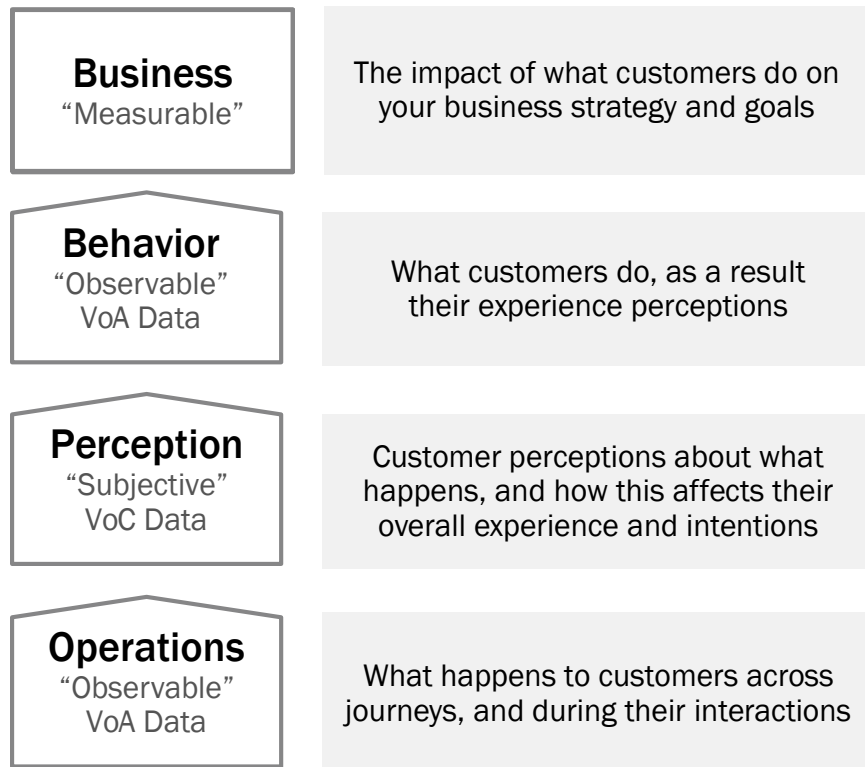 Business
“Measurable”
The impact of what customers do on
your business strategy and goals
Behavior
“Observable”
VoA Data
What customers do, as a result
their experience perceptions
Perception
“Subjective”
VoC Data
Customer perceptions about what
happens, and how this affects their
overall experience and intentions
Operations
“Observable”
VoA Data
What happens to customers across
journeys, and during their interactions